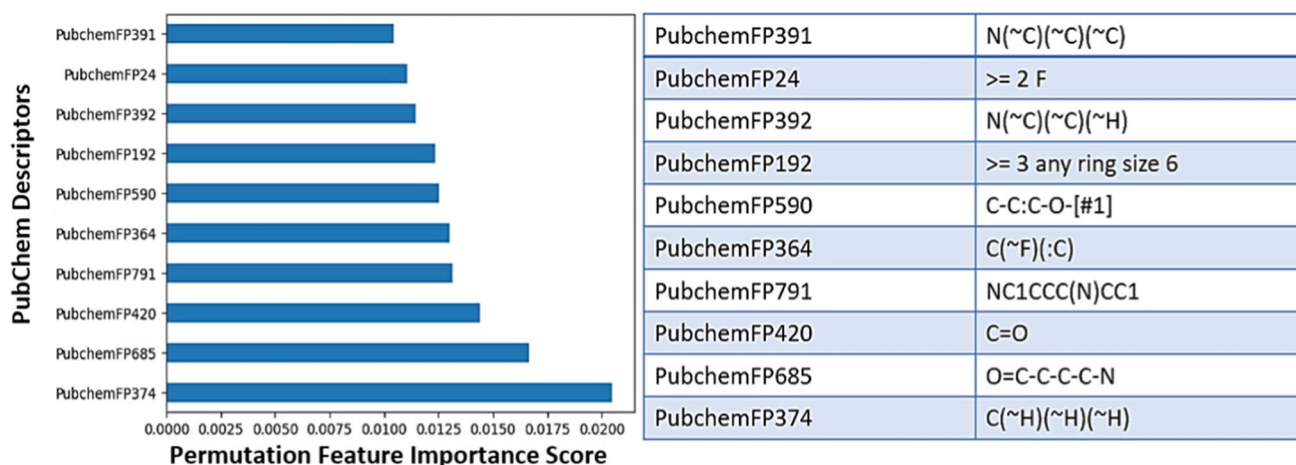 PubChem Descriptors
PubchemFP391
PubchemFP24
PubchemFP392
PubchemFP192
PubchemFP590
PubchemFP364
PubchemFP791
PubchemFP420
PubchemFP685
PubchemFP374
0.0000 0.0025 0.0050 0.0075 0.0100 0.0125 0.0150 0.0175 0.0200
Permutation Feature Importance Score
PubchemFP391 N(~C)(~C)(~C)
PubchemFP24 >= 2 F
PubchemFP392 N(~C)(~C)(~H)
PubchemFP192 >= 3 any ring size 6
PubchemFP590 C-C:C-O-[#1]
PubchemFP364 C(~F)(:C)
PubchemFP791 NC1CCC(N)CC1
PubchemFP420 C=O
PubchemFP685 O=C-C-C-C-N
PubchemFP374 C(~H)(~H)(~H)